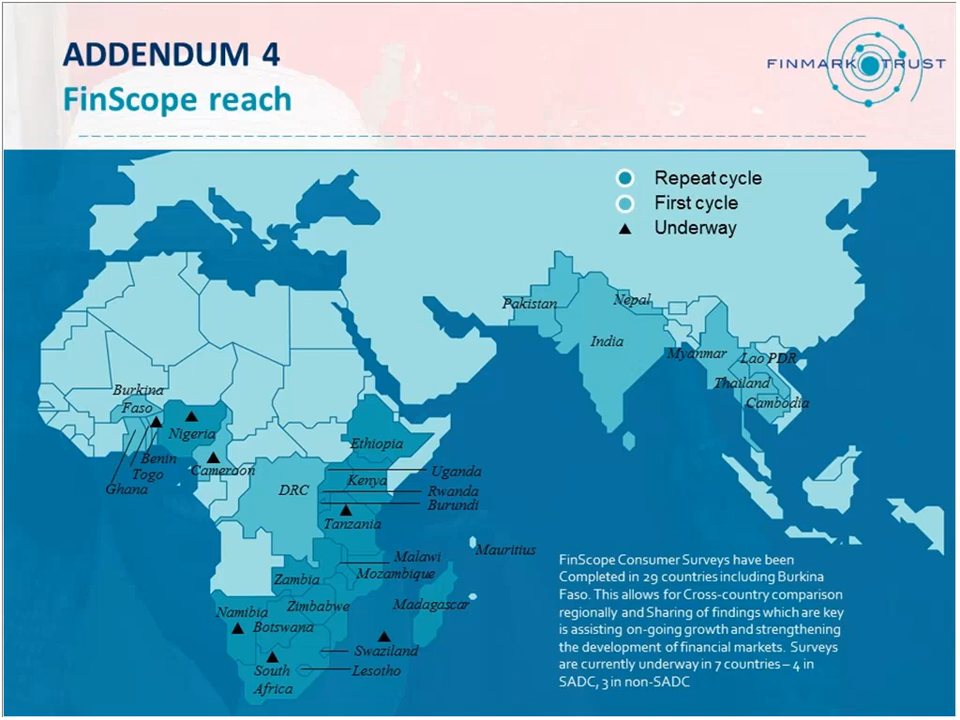 ADDENDUM 4
FinScope reach
FINMARK TRUST
Repeat cycle
First cycle
Underway
Pakistan
Nepal
India
Myanmar
Lao PDR
Thailand
Cambodia
Burkina
Faso
Nigeria
Benin
Togo
Ghana
Cameroon
Ethiopia
Uganda
DRC
Kenya
Rwanda
Burundi
Tanzania
Mauritius
Malawi
Mozambique
Zambia
Zimbabwe
Madagascar
Namibia
Botswana
Swaziland
South
Africa
Lesotho
FinScope Consumer Surveys have been
Completed in 29 countries including Burkina
Faso. This allows for Cross-country comparison
regionally and Sharing of findings which are key
is assisting on-going growth and strengthening
the development of financial markets. Surveys
are currently underway in 7 countries – 4 in
SADC, 3 in non-SADC